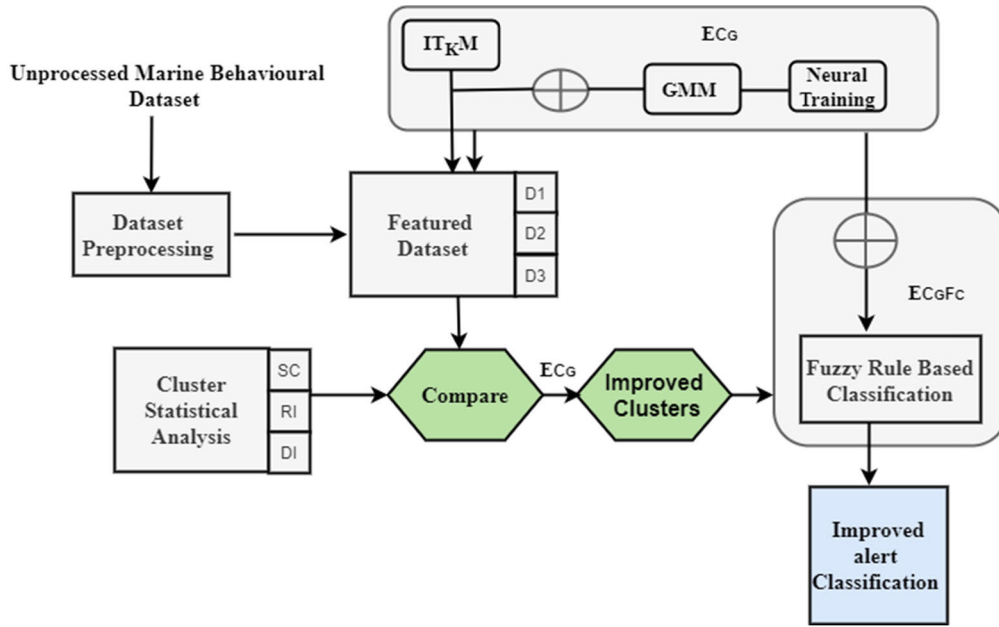 IT_KM
ECG
GMM
Neural
Training
Unprocessed Marine Behavioural
Dataset
Dataset
Preprocessing
Featured
Dataset
D1
D2
D3
ECGFC
Cluster
Statistical
Analysis
SC
RI
DI
Compare
ECG
Improved
Clusters
Fuzzy Rule Based
Classification
Improved
alert
Classification